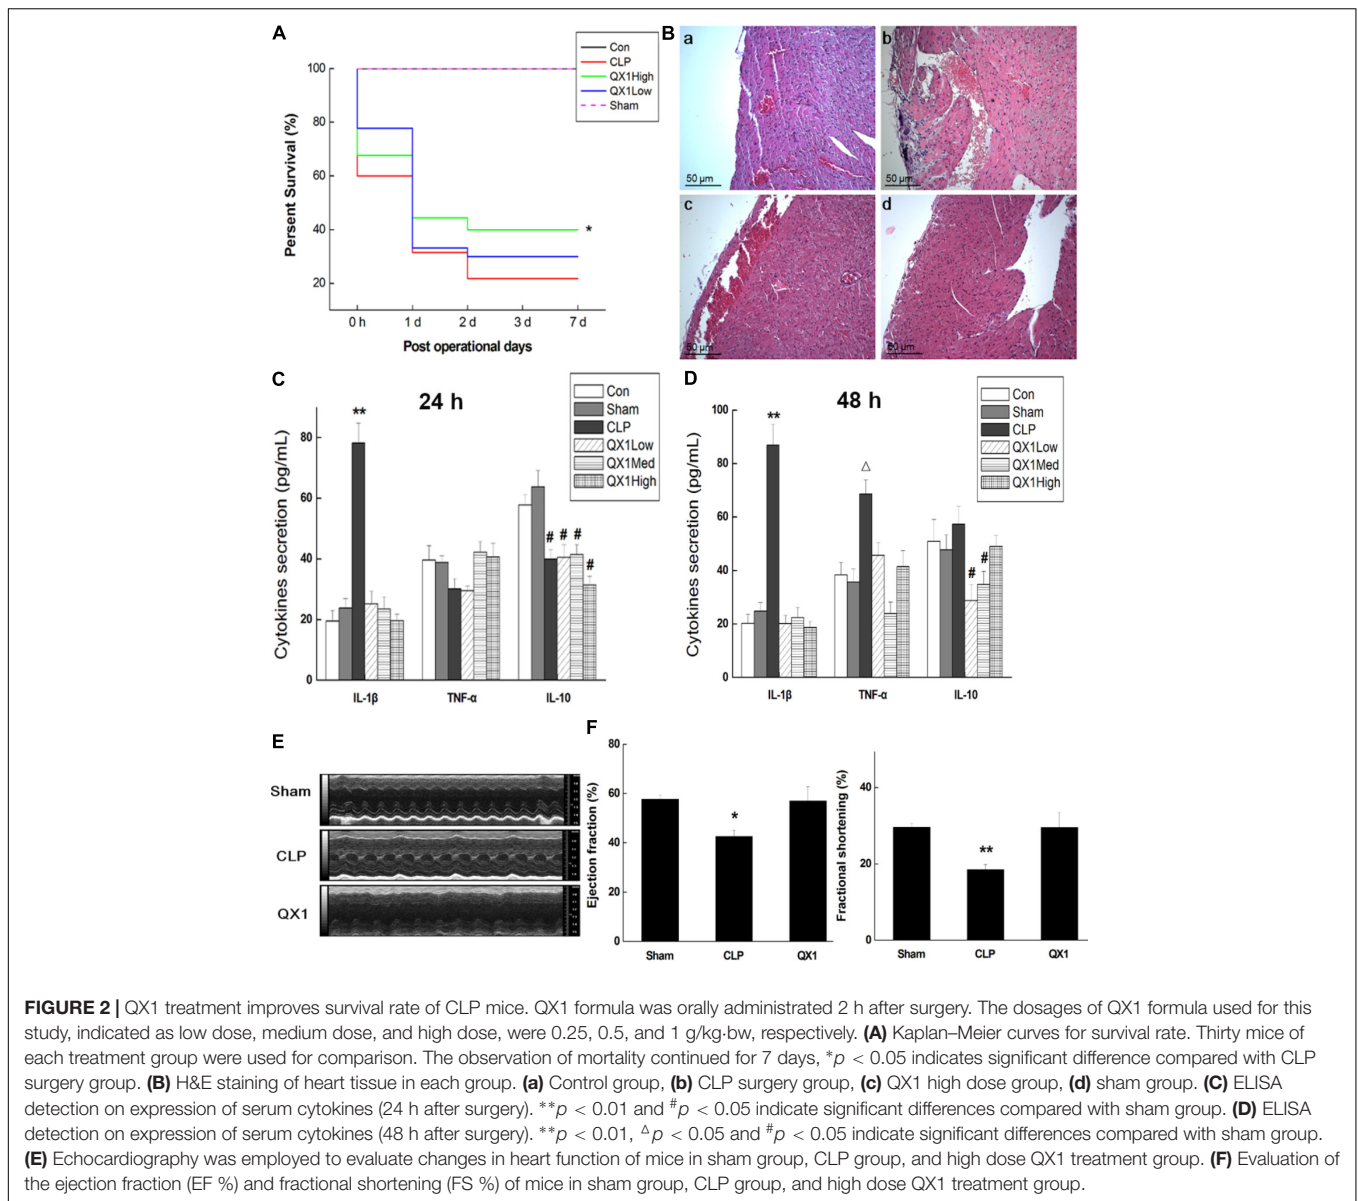 A
Con
CLP
QX1High
QX1Low
Sham
100
80
60
40
20
Percent Survival (%)
0 h 1 d 2 d 3 d 7 d
Post operational days
*
B
a
50 µm
b
50 µm
c
50 µm
d
50 µm
C
24 h
Con
Sham
CLP
QX1Low
QX1Med
QX1High
Cytokines secretion (pg/mL)
80
60
40
20
0
**
# # # #
IL-1β TNF-α IL-10
D
48 h
Con
Sham
CLP
QX1Low
QX1Med
QX1High
Cytokines secretion (pg/mL)
100
80
60
40
20
0
**
△
# #
IL-1β TNF-α IL-10
E
Sham
CLP
QX1
F
Ejection fraction (%)
80
60
40
20
0
*
Sham CLP QX1
Fractional shortening (%)
40
20
0
**
Sham CLP QX1
FIGURE 2 | QX1 treatment improves survival rate of CLP mice. QX1 formula was orally administrated 2 h after surgery. The dosages of QX1 formula used for this
study, indicated as low dose, medium dose, and high dose, were 0.25, 0.5, and 1 g/kg·bw, respectively. (A) Kaplan–Meier curves for survival rate. Thirty mice of
each treatment group were used for comparison. The observation of mortality continued for 7 days, *p < 0.05 indicates significant difference compared with CLP
surgery group. (B) H&E staining of heart tissue in each group. (a) Control group, (b) CLP surgery group, (c) QX1 high dose group, (d) sham group. (C) ELISA
detection on expression of serum cytokines (24 h after surgery). **p < 0.01 and #p < 0.05 indicate significant differences compared with sham group. (D) ELISA
detection on expression of serum cytokines (48 h after surgery). **p < 0.01, △p < 0.05 and #p < 0.05 indicate significant differences compared with sham group.
(E) Echocardiography was employed to evaluate changes in heart function of mice in sham group, CLP group, and high dose QX1 treatment group. (F) Evaluation of
the ejection fraction (EF %) and fractional shortening (FS %) of mice in sham group, CLP group, and high dose QX1 treatment group.